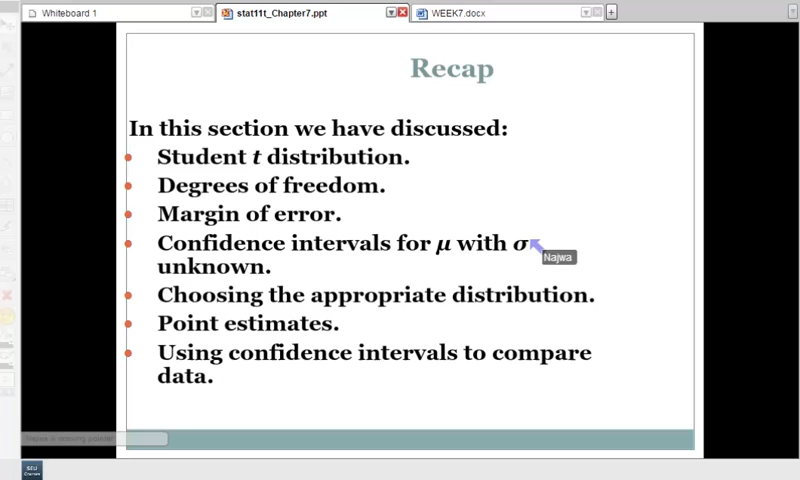 Whiteboard 1
stat11t_Chapter7.ppt
WEEK7.docx
Recap
In this section we have discussed:
• Student t distribution.
• Degrees of freedom.
• Margin of error.
• Confidence intervals for μ with σ
unknown.
Najwa
• Choosing the appropriate distribution.
• Point estimates.
• Using confidence intervals to compare
data.
SEU